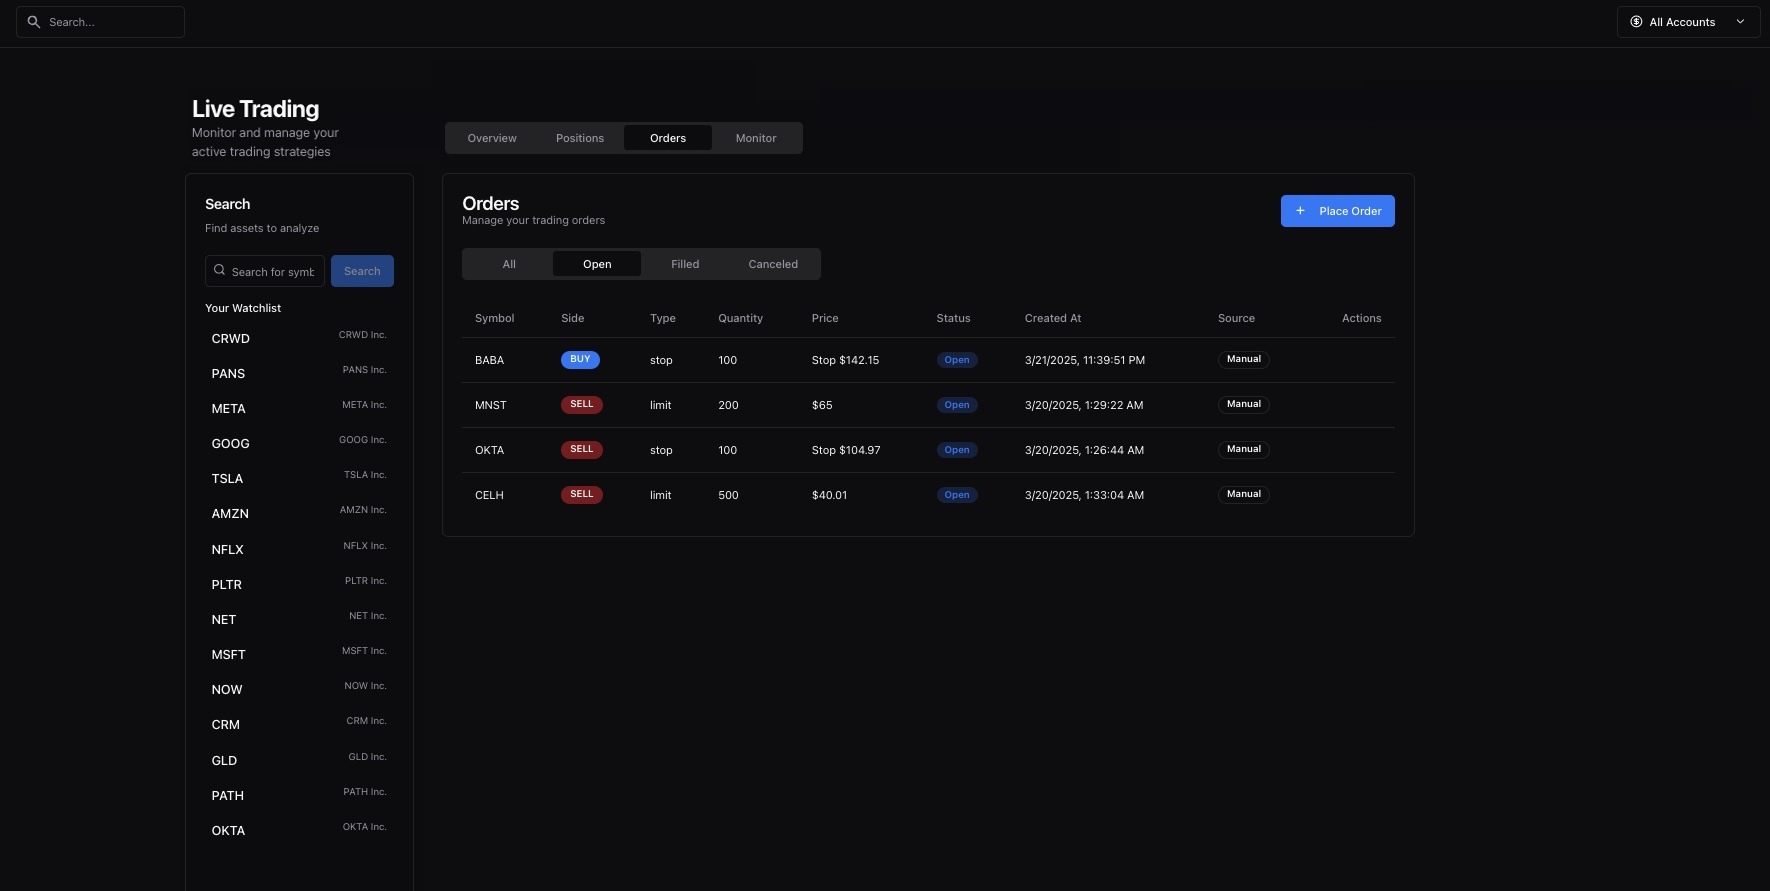 Search...
All Accounts
Live Trading
Monitor and manage your
active trading strategies
Overview Positions Orders Monitor
Search
Find assets to analyze
Search for symb Search
Your Watchlist
CRWD CRWD Inc.
PANS PANS Inc.
META META Inc.
GOOG GOOG Inc.
TSLA TSLA Inc.
AMZN AMZN Inc.
NFLX NFLX Inc.
PLTR PLTR Inc.
NET NET Inc.
MSFT MSFT Inc.
NOW NOW Inc.
CRM CRM Inc.
GLD GLD Inc.
PATH PATH Inc.
OKTA OKTA Inc.
Orders
Manage your trading orders
+ Place Order
All Open Filled Canceled
Symbol Side Type Quantity Price Status Created At Source Actions
BABA BUY stop 100 Stop $142.15 Open 3/21/2025, 11:39:51 PM Manual
MNST SELL limit 200 $65 Open 3/20/2025, 1:29:22 AM Manual
OKTA SELL stop 100 Stop $104.97 Open 3/20/2025, 1:26:44 AM Manual
CELH SELL limit 500 $40.01 Open 3/20/2025, 1:33:04 AM Manual